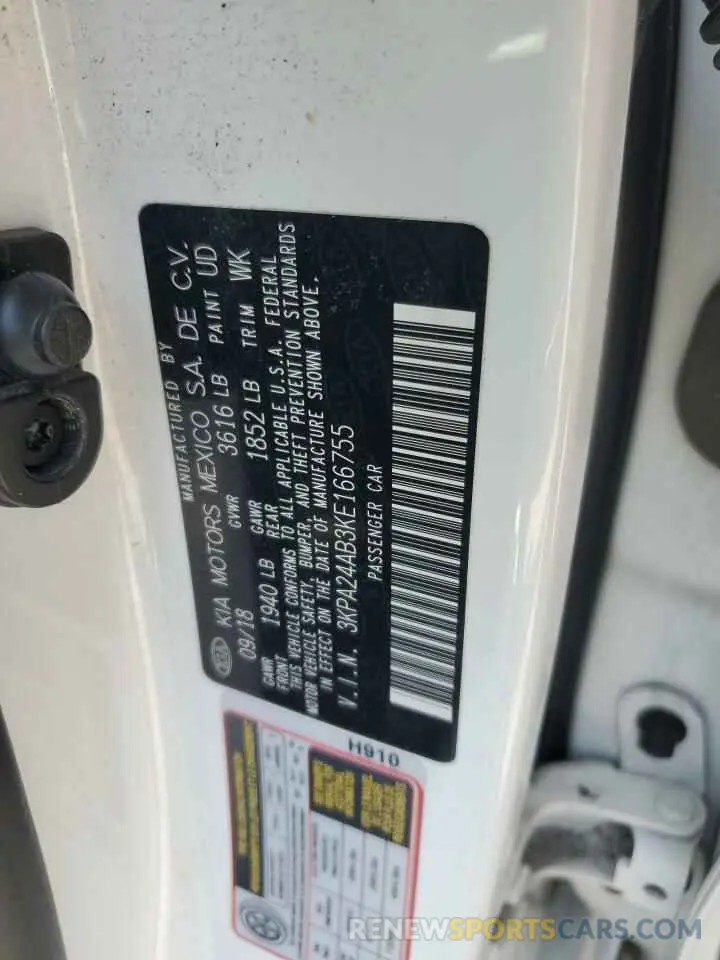 MANUFACTURED BY
KIA MOTORS MEXICO S.A. DE C.V.
09/18 GVWR 3616 LB PAINT UD
GAWR FRONT 1940 LB GAWR REAR 1852 LB TRIM WK
THIS VEHICLE CONFORMS TO ALL APPLICABLE U.S.A. FEDERAL
MOTOR VEHICLE SAFETY, BUMPER, AND THEFT PREVENTION STANDARDS
IN EFFECT ON THE DATE OF MANUFACTURE SHOWN ABOVE.
V.I.N. 3KPA24AB3KE166755
PASSENGER CAR
H910
RENEWSPORTSCARS.COM